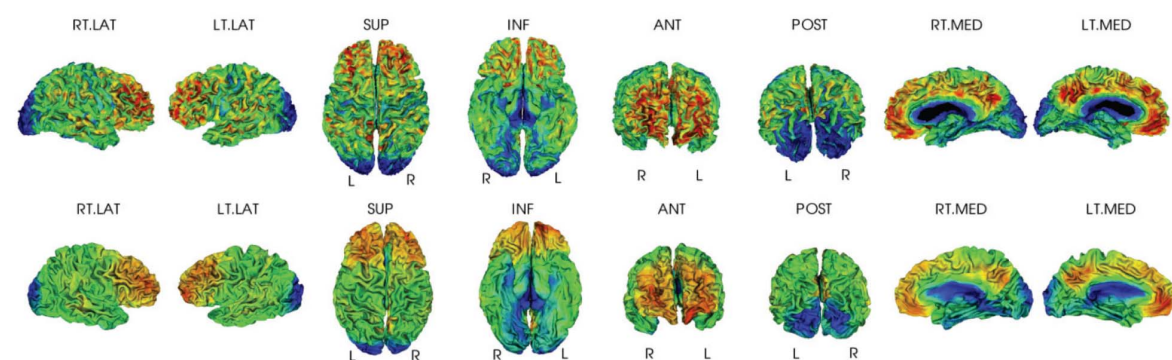 RT.LAT LT.LAT SUP INF ANT POST RT.MED LT.MED
L R R L R L L R
RT.LAT LT.LAT SUP INF ANT POST RT.MED LT.MED
L R R L R L L R